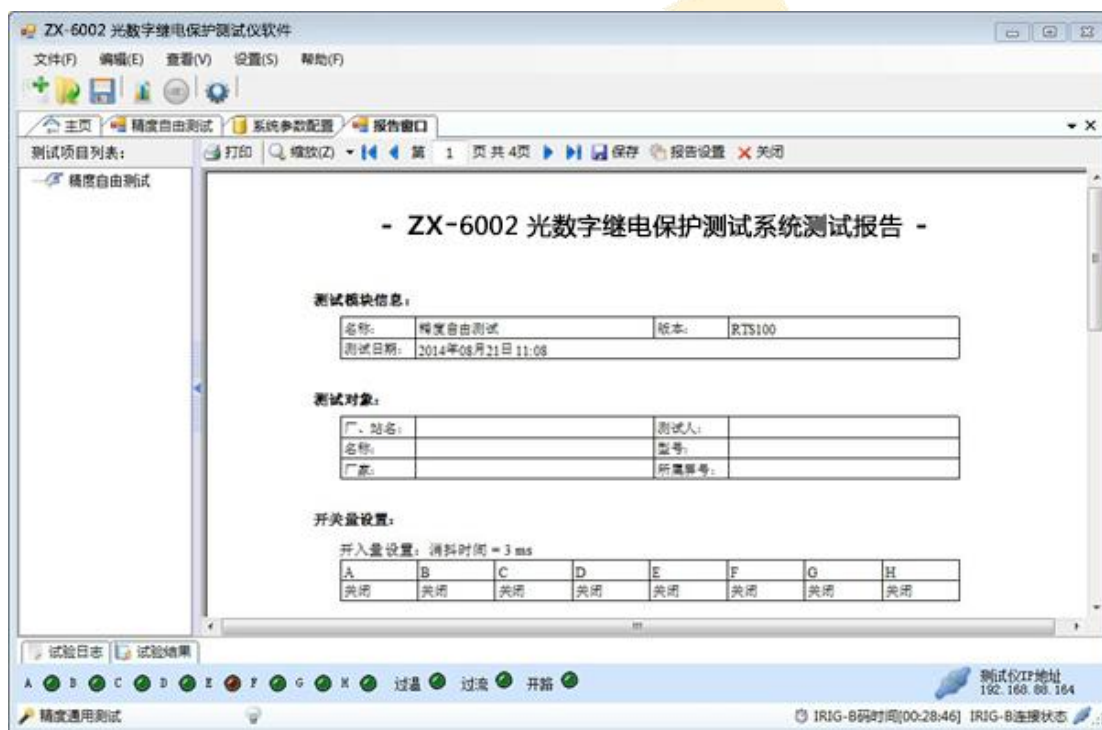 ZX-6002 光数字继电保护测试仪软件
文件(F) 编辑(E) 查看(V) 设置(S) 帮助(F)
主页 精度自由测试 系统参数配置 报告窗口
测试项目列表: 打印 缩放(Z) 第 1 页 共 4页 保存 报告设置 关闭
精度自由测试
- ZX-6002 光数字继电保护测试系统测试报告 -
测试模块信息:
名称: 精度自由测试 版本: RTS100
测试日期: 2014年08月21日 11:08
测试对象:
厂、站名: 测试人:
名称: 型号:
厂家: 所属屏号:
开关量设置:
开入量设置: 消抖时间 = 3 ms
A B C D E F G H
关闭 关闭 关闭 关闭 关闭 关闭 关闭 关闭
试验日志 试验结果
A B C D E F G H 过温 过流 开路 测试仪IP地址
192.168.88.164
精度通用测试 IRIG-B码时间[00:28:46] IRIG-B连接状态